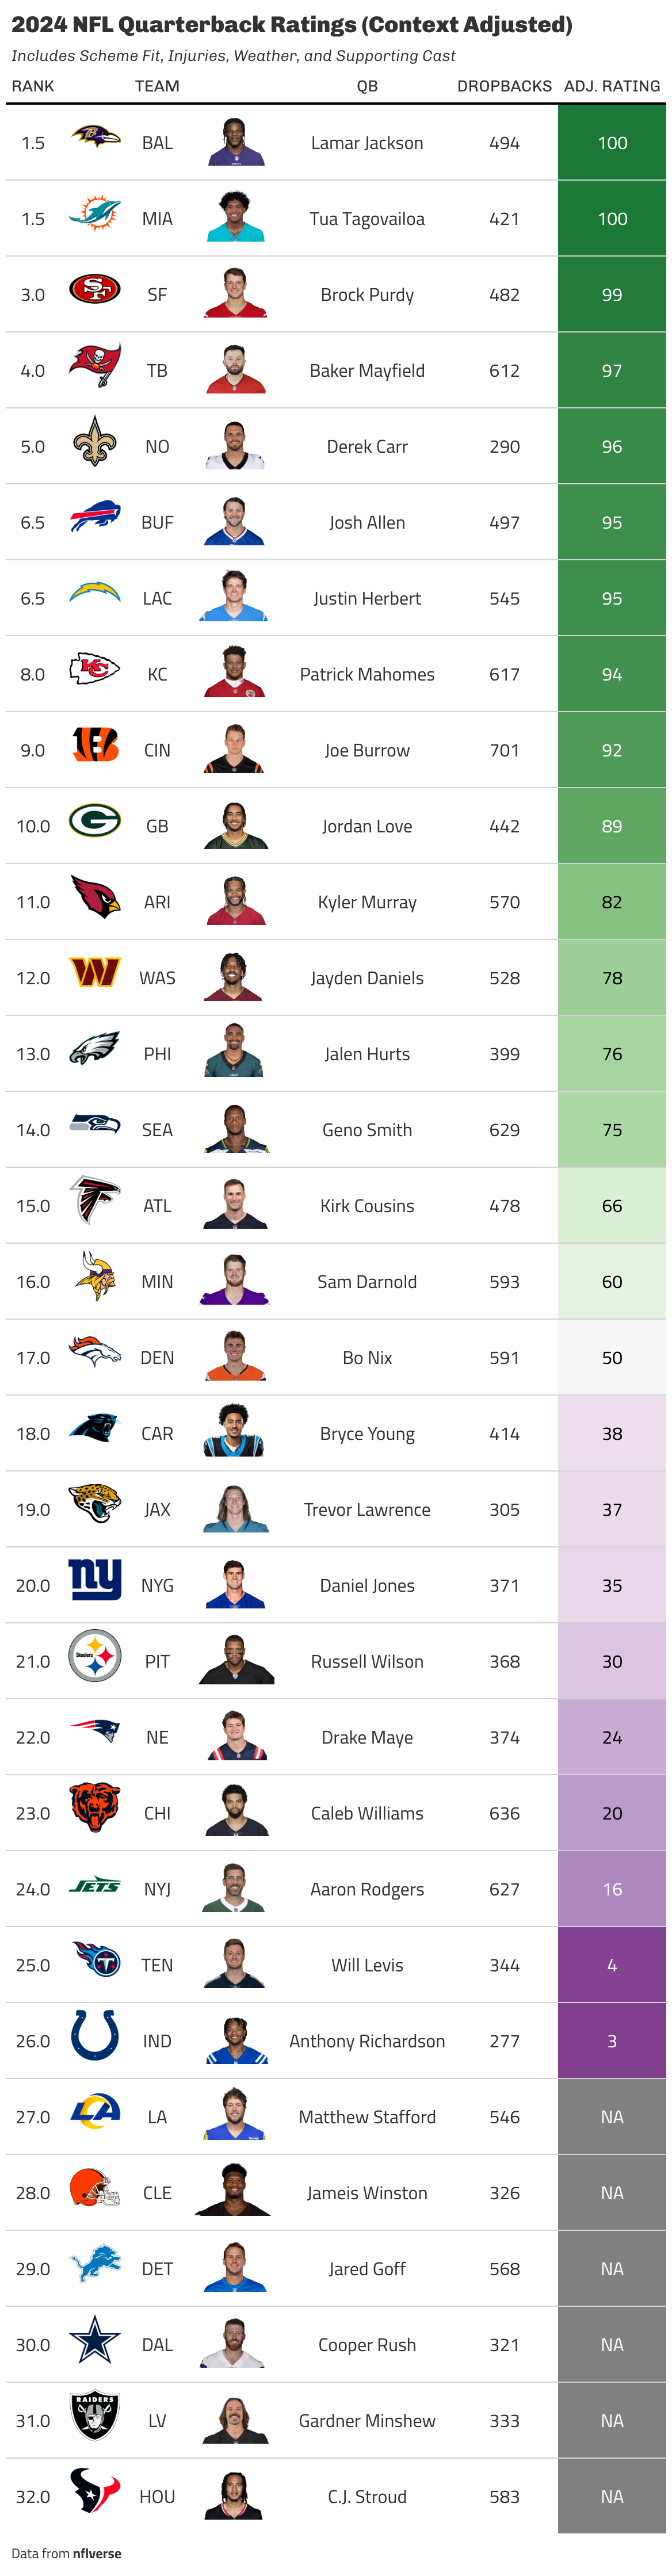 2024 NFL Quarterback Ratings (Context Adjusted)
Includes Scheme Fit, Injuries, Weather, and Supporting Cast
RANK TEAM QB DROPBACKS ADJ. RATING
1.5 BAL Lamar Jackson 494 100
1.5 MIA Tua Tagovailoa 421 100
3.0 SF SF Brock Purdy 482 99
4.0 TB Baker Mayfield 612 97
5.0 NO Derek Carr 290 96
6.5 BUF Josh Allen 497 95
6.5 LAC Justin Herbert 545 95
8.0 KC KC Patrick Mahomes 617 94
9.0 B CIN Joe Burrow 701 92
10.0 G GB Jordan Love 442 89
11.0 ARI Kyler Murray 570 82
12.0 W WAS Jayden Daniels 528 78
13.0 PHI Jalen Hurts 399 76
14.0 SEA Geno Smith 629 75
15.0 ATL Kirk Cousins 478 66
16.0 MIN Sam Darnold 593 60
17.0 DEN Bo Nix 591 50
18.0 CAR Bryce Young 414 38
19.0 JAX Trevor Lawrence 305 37
20.0 ny NYG Daniel Jones 371 35
21.0 Steelers PIT Russell Wilson 368 30
22.0 NE Drake Maye 374 24
23.0 CHI Caleb Williams 636 20
24.0 JETS NYJ Aaron Rodgers 627 16
25.0 T TEN Will Levis 344 4
26.0 IND Anthony Richardson 277 3
27.0 LA LA Matthew Stafford 546 NA
28.0 CLE Jameis Winston 326 NA
29.0 DET Jared Goff 568 NA
30.0 DAL Cooper Rush 321 NA
31.0 RAIDERS LV Gardner Minshew 333 NA
32.0 HOU C.J. Stroud 583 NA
Data from nflverse